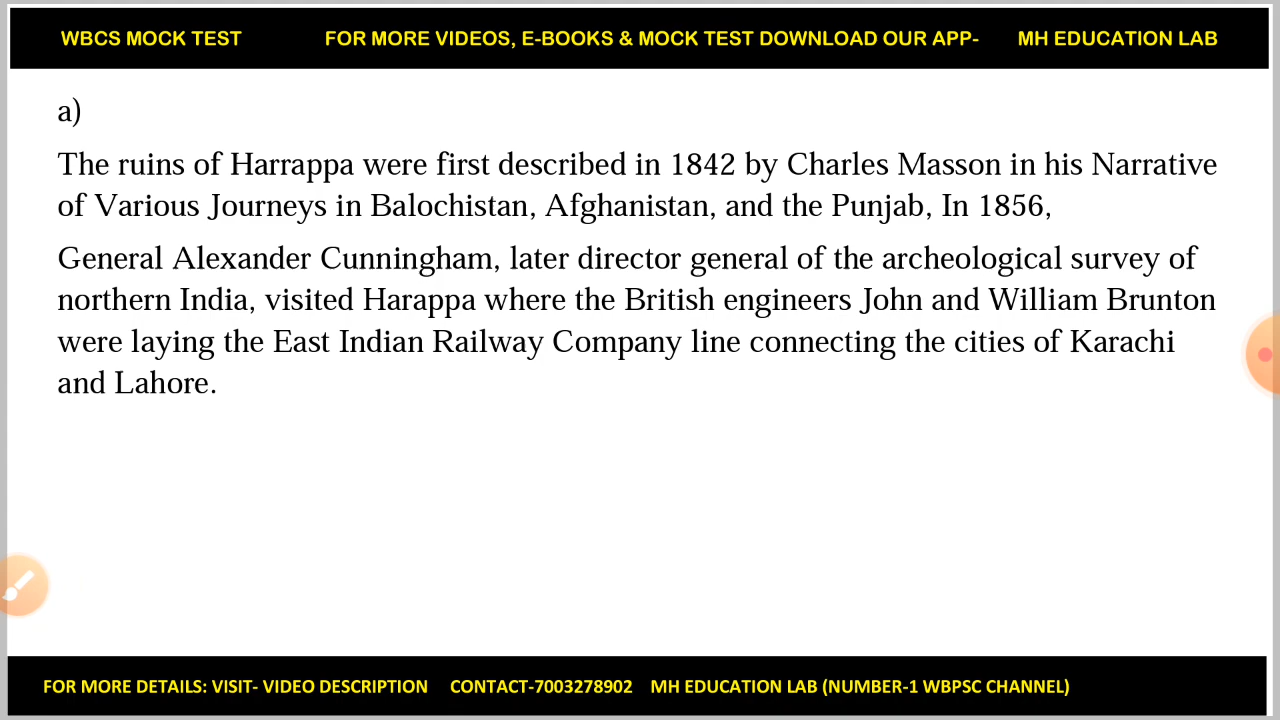 WBCS MOCK TEST FOR MORE VIDEOS, E-BOOKS & MOCK TEST DOWNLOAD OUR APP- MH EDUCATION LAB
a)
The ruins of Harrappa were first described in 1842 by Charles Masson in his Narrative
of Various Journeys in Balochistan, Afghanistan, and the Punjab, In 1856,
General Alexander Cunningham, later director general of the archeological survey of
northern India, visited Harappa where the British engineers John and William Brunton
were laying the East Indian Railway Company line connecting the cities of Karachi
and Lahore.
FOR MORE DETAILS: VISIT- VIDEO DESCRIPTION CONTACT-7003278902 MH EDUCATION LAB (NUMBER-1 WBPSC CHANNEL)